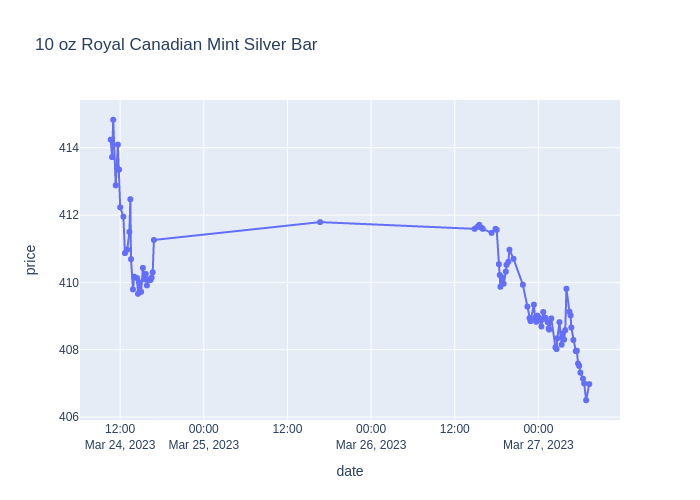 10 oz Royal Canadian Mint Silver Bar
price
414
412
410
408
406
12:00 00:00 12:00 00:00 12:00 00:00
Mar 24, 2023 Mar 25, 2023 Mar 26, 2023 Mar 27, 2023
date